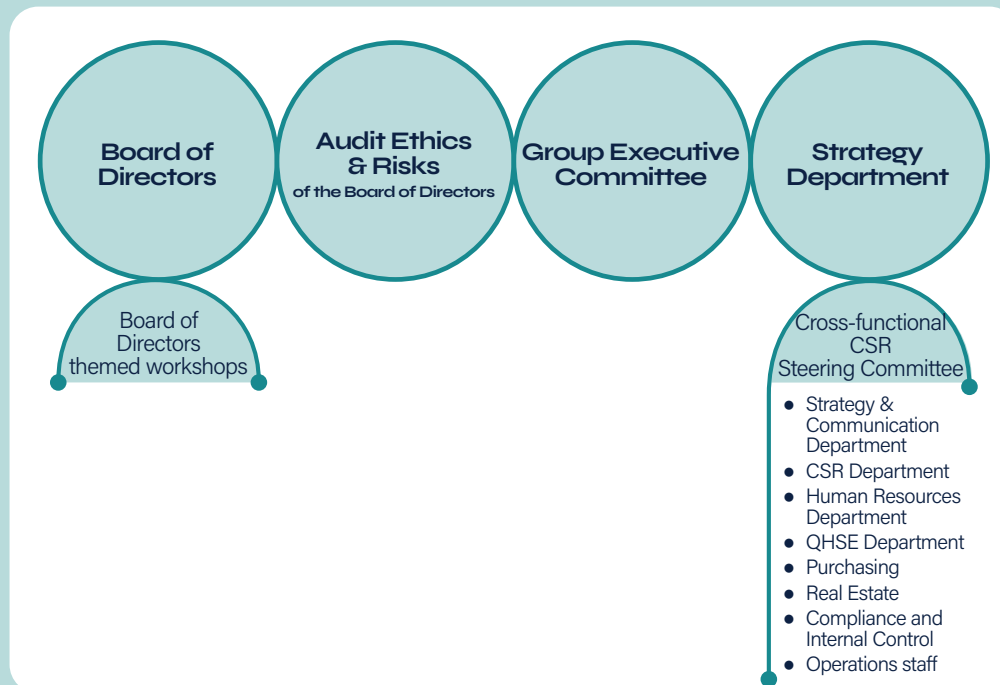 Board of
Directors
Audit Ethics
& Risks
of the Board of Directors
Group Executive
Committee
Strategy
Department
Board of
Directors
themed workshops
Cross-functional
CSR
Steering Committee
● Strategy &
Communication
Department
● CSR Department
● Human Resources
Department
● QHSE Department
● Purchasing
● Real Estate
● Compliance and
Internal Control
● Operations staff